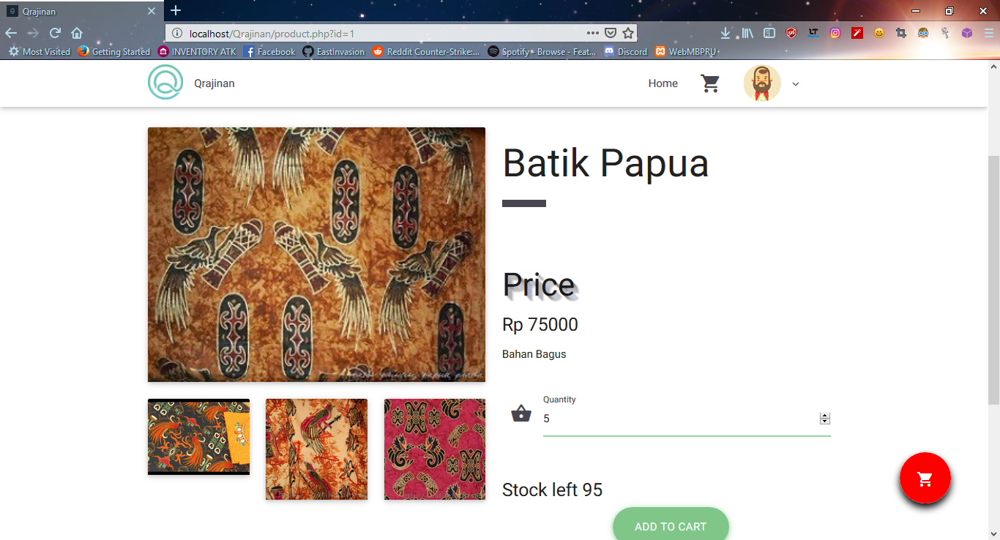 Qrajinan
localhost/Qrajinan/product.php?id=1
Most Visited Getting Started INVENTORY ATK Facebook EastInvasion Reddit Counter-Strike:... Spotify - Browse - Feat... Discord WebMBPRU
Qrajinan Home
Batik Papua
Price
Rp 75000
Bahan Bagus
Quantity
5
Stock left 95
ADD TO CART